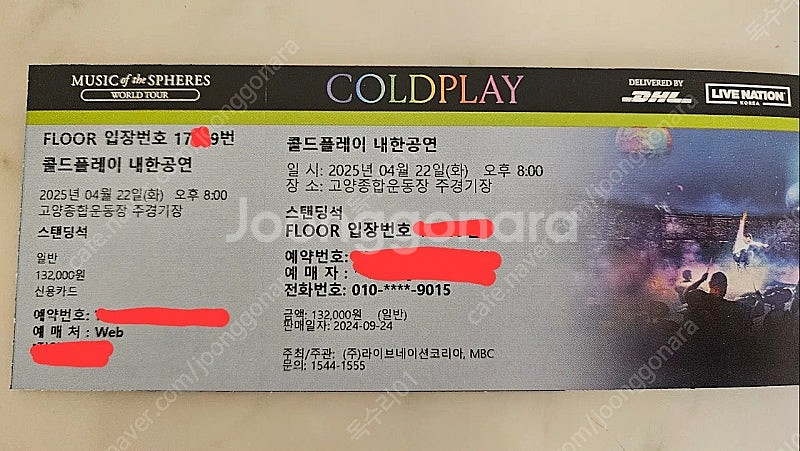 MUSIC of the SPHERES
WORLD TOUR
COLDPLAY
DELIVERED BY
DHL
LIVE NATION
KOREA
FLOOR 입장번호 17 9번
콜드플레이 내한공연
2025년 04월 22일(화) 오후 8:00
고양종합운동장 주경기장
스탠딩석
일반
132,000원
신용카드
예약번호:
예 매 처 : Web
콜드플레이 내한공연
일 시: 2025년 04월 22일(화) 오후 8:00
장 소: 고양종합운동장 주경기장
스탠딩석
FLOOR 입장번호
예약번호:
예 매 자 :
전화번호: 010-****-9015
금액: 132,000원 (일반)
판매일자: 2024-09-24
주최/주관: (주)라이브네이션코리아, MBC
문의: 1544-1555
Joonggonara
cafe.naver.com/joonggonara
독수리01